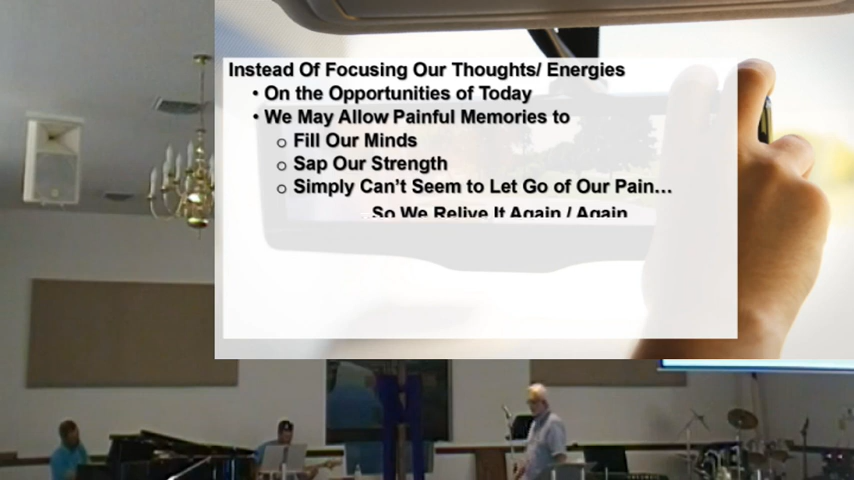 Instead Of Focusing Our Thoughts/ Energies
• On the Opportunities of Today
• We May Allow Painful Memories to
o Fill Our Minds
o Sap Our Strength
o Simply Can't Seem to Let Go of Our Pain…
So We Relive It Again / Again